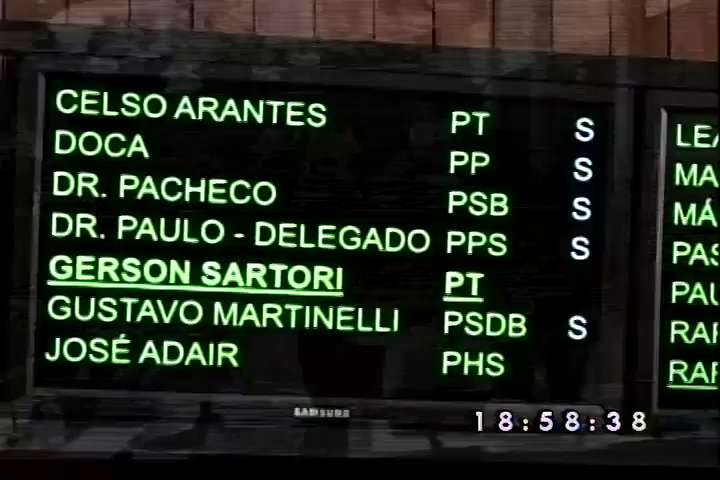 CELSO ARANTES PT S
DOCA PP S
DR. PACHECO PSB S
DR. PAULO - DELEGADO PPS S
GERSON SARTORI PT
GUSTAVO MARTINELLI PSDB S
JOSÉ ADAIR PHS
SAMSUNG
18:58:38